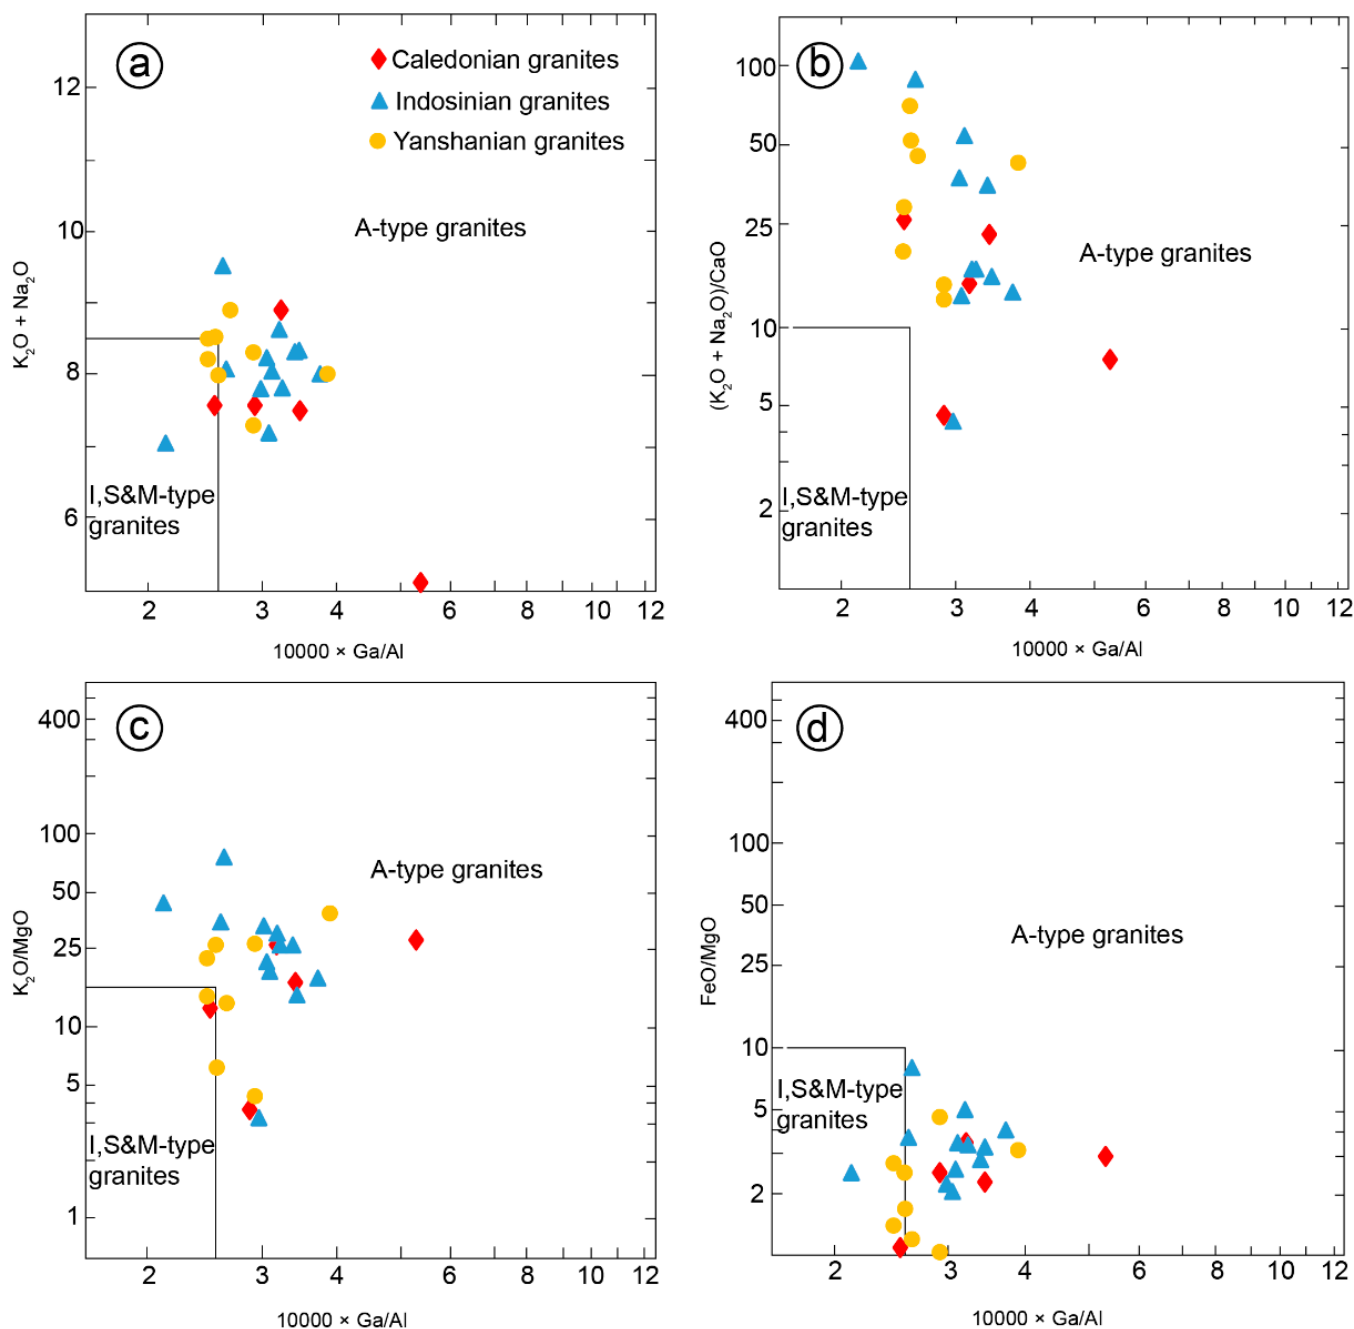 a
Caledonian granites
Indosinian granites
Yanshanian granites
A-type granites
I,S&M-type
granites
K₂O + Na₂O
12
10
8
6
2 3 4 6 8 10 12
10000 × Ga/Al
b
A-type granites
I,S&M-type
granites
(K₂O + Na₂O)/CaO
100
50
25
10
5
2
2 3 4 6 8 10 12
10000 × Ga/Al
c
A-type granites
I,S&M-type
granites
K₂O/MgO
400
100
50
25
10
5
1
2 3 4 6 8 10 12
10000 × Ga/Al
d
A-type granites
I,S&M-type
granites
FeO/MgO
400
100
50
25
10
5
2
2 3 4 6 8 10 12
10000 × Ga/Al